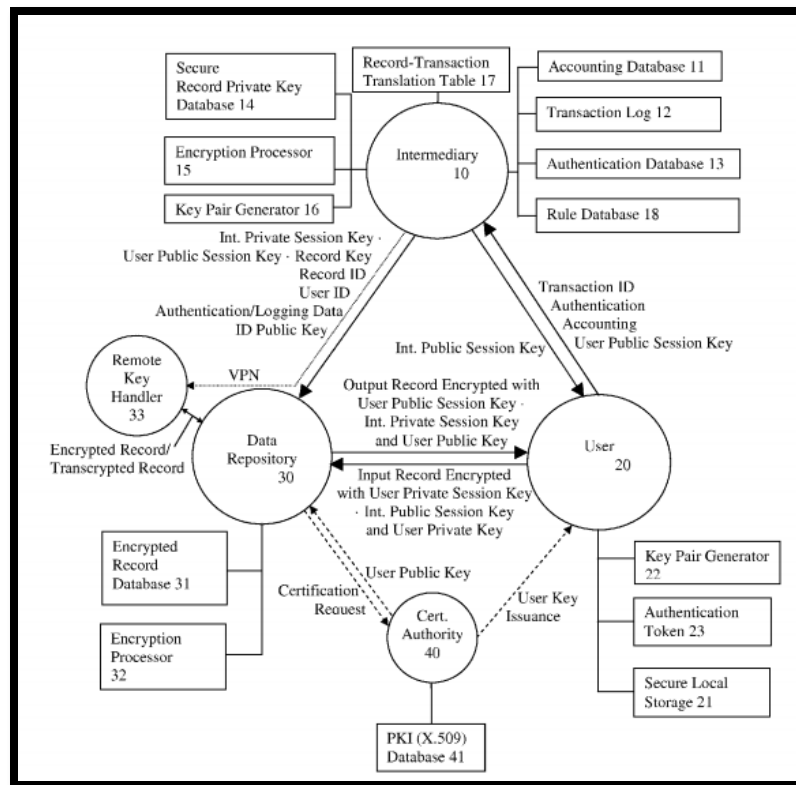 Secure
Record Private Key
Database 14
Record-Transaction
Translation Table 17
Accounting Database 11
Transaction Log 12
Encryption Processor
15
Intermediary
10
Authentication Database 13
Key Pair Generator 16
Rule Database 18
Int. Private Session Key ·
User Public Session Key · Record Key
Record ID
User ID
Authentication/Logging Data
ID Public Key
Transaction ID
Authentication
Accounting
User Public Session Key
Int. Public Session Key
Remote
Key
Handler
33
VPN
Encrypted Record/
Transcrypted Record
Data
Repository
30
Output Record Encrypted with
User Public Session Key ·
Int. Private Session Key
and User Public Key
Input Record Encrypted
with User Private Session Key
· Int. Public Session Key
and User Private Key
User
20
Encrypted
Record
Database 31
Encryption
Processor
32
Certification
Request
User Public Key
Cert.
Authority
40
User Key
Issuance
Key Pair Generator
22
Authentication
Token 23
Secure Local
Storage 21
PKI (X.509)
Database 41